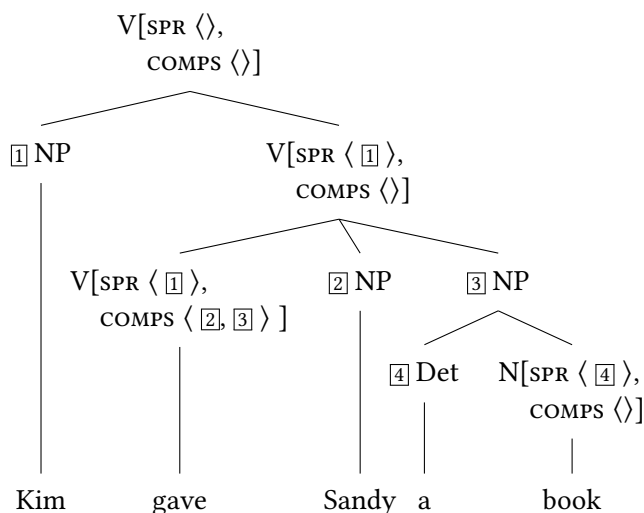 V[SPR ⟨⟩,
COMPS ⟨⟩]
1 NP
V[SPR ⟨ 1 ⟩,
COMPS ⟨⟩]
V[SPR ⟨ 1 ⟩,
COMPS ⟨ 2, 3 ⟩ ]
2 NP
3 NP
4 Det
N[SPR ⟨ 4 ⟩,
COMPS ⟨⟩]
Kim gave Sandy a book